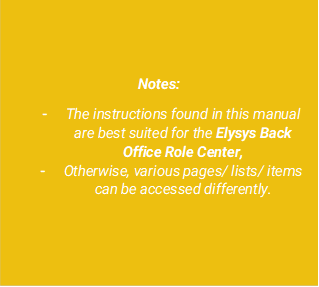 Notes:
- The instructions found in this manual
are best suited for the Elysys Back
Office Role Center,
- Otherwise, various pages/ lists/ items
can be accessed differently.